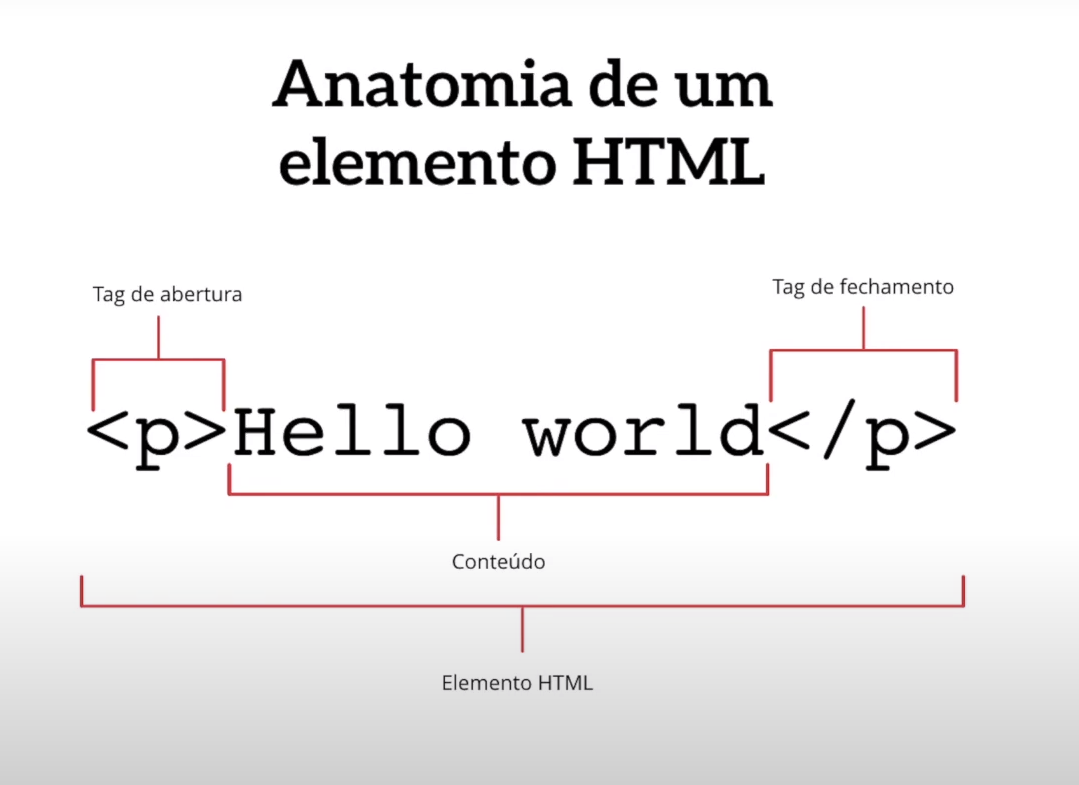 Anatomia de um
elemento HTML
Tag de abertura
Tag de fechamento
<p>Hello world</p>
Conteúdo
Elemento HTML